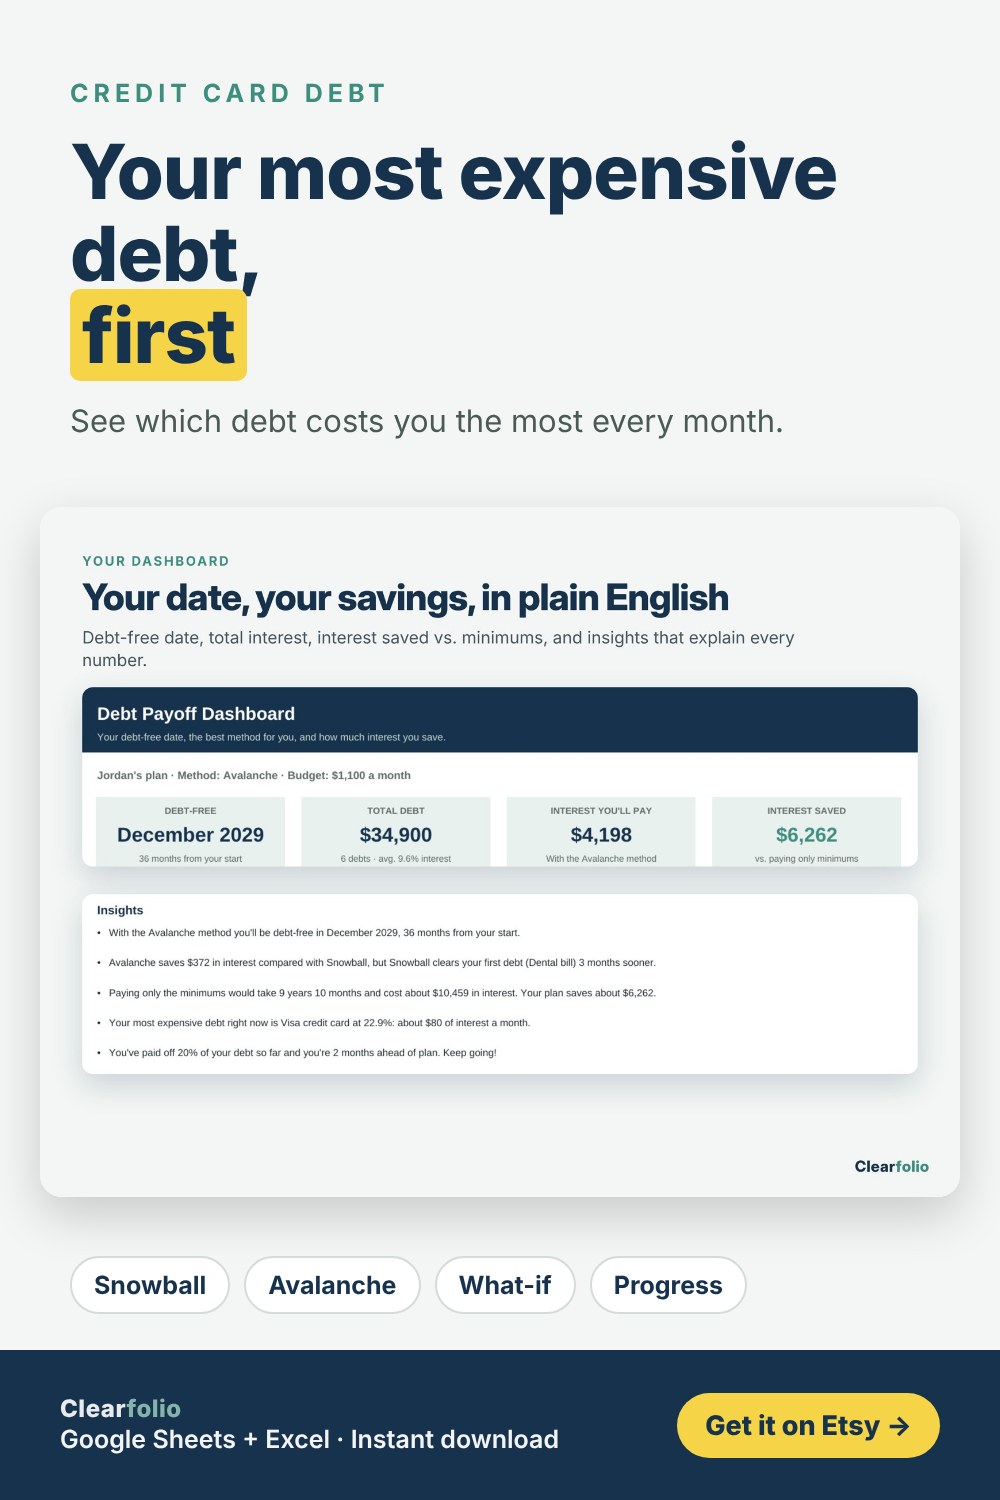 CREDIT CARD DEBT
Your most expensive
debt,
first
See which debt costs you the most every month.
YOUR DASHBOARD
Your date, your savings, in plain English
Debt-free date, total interest, interest saved vs. minimums, and insights that explain every
number.
Debt Payoff Dashboard
Your debt-free date, the best method for you, and how much interest you save.
Jordan's plan · Method: Avalanche · Budget: $1,100 a month
DEBT-FREE
December 2029
36 months from your start
TOTAL DEBT
$34,900
6 debts · avg. 9.6% interest
INTEREST YOU'LL PAY
$4,198
With the Avalanche method
INTEREST SAVED
$6,262
vs. paying only minimums
Insights
• With the Avalanche method you'll be debt-free in December 2029, 36 months from your start.
• Avalanche saves $372 in interest compared with Snowball, but Snowball clears your first debt (Dental bill) 3 months sooner.
• Paying only the minimums would take 9 years 10 months and cost about $10,459 in interest. Your plan saves about $6,262.
• Your most expensive debt right now is Visa credit card at 22.9%: about $80 of interest a month.
• You've paid off 20% of your debt so far and you're 2 months ahead of plan. Keep going!
Clearfolio
Snowball
Avalanche
What-if
Progress
Clearfolio
Google Sheets + Excel · Instant download
Get it on Etsy →